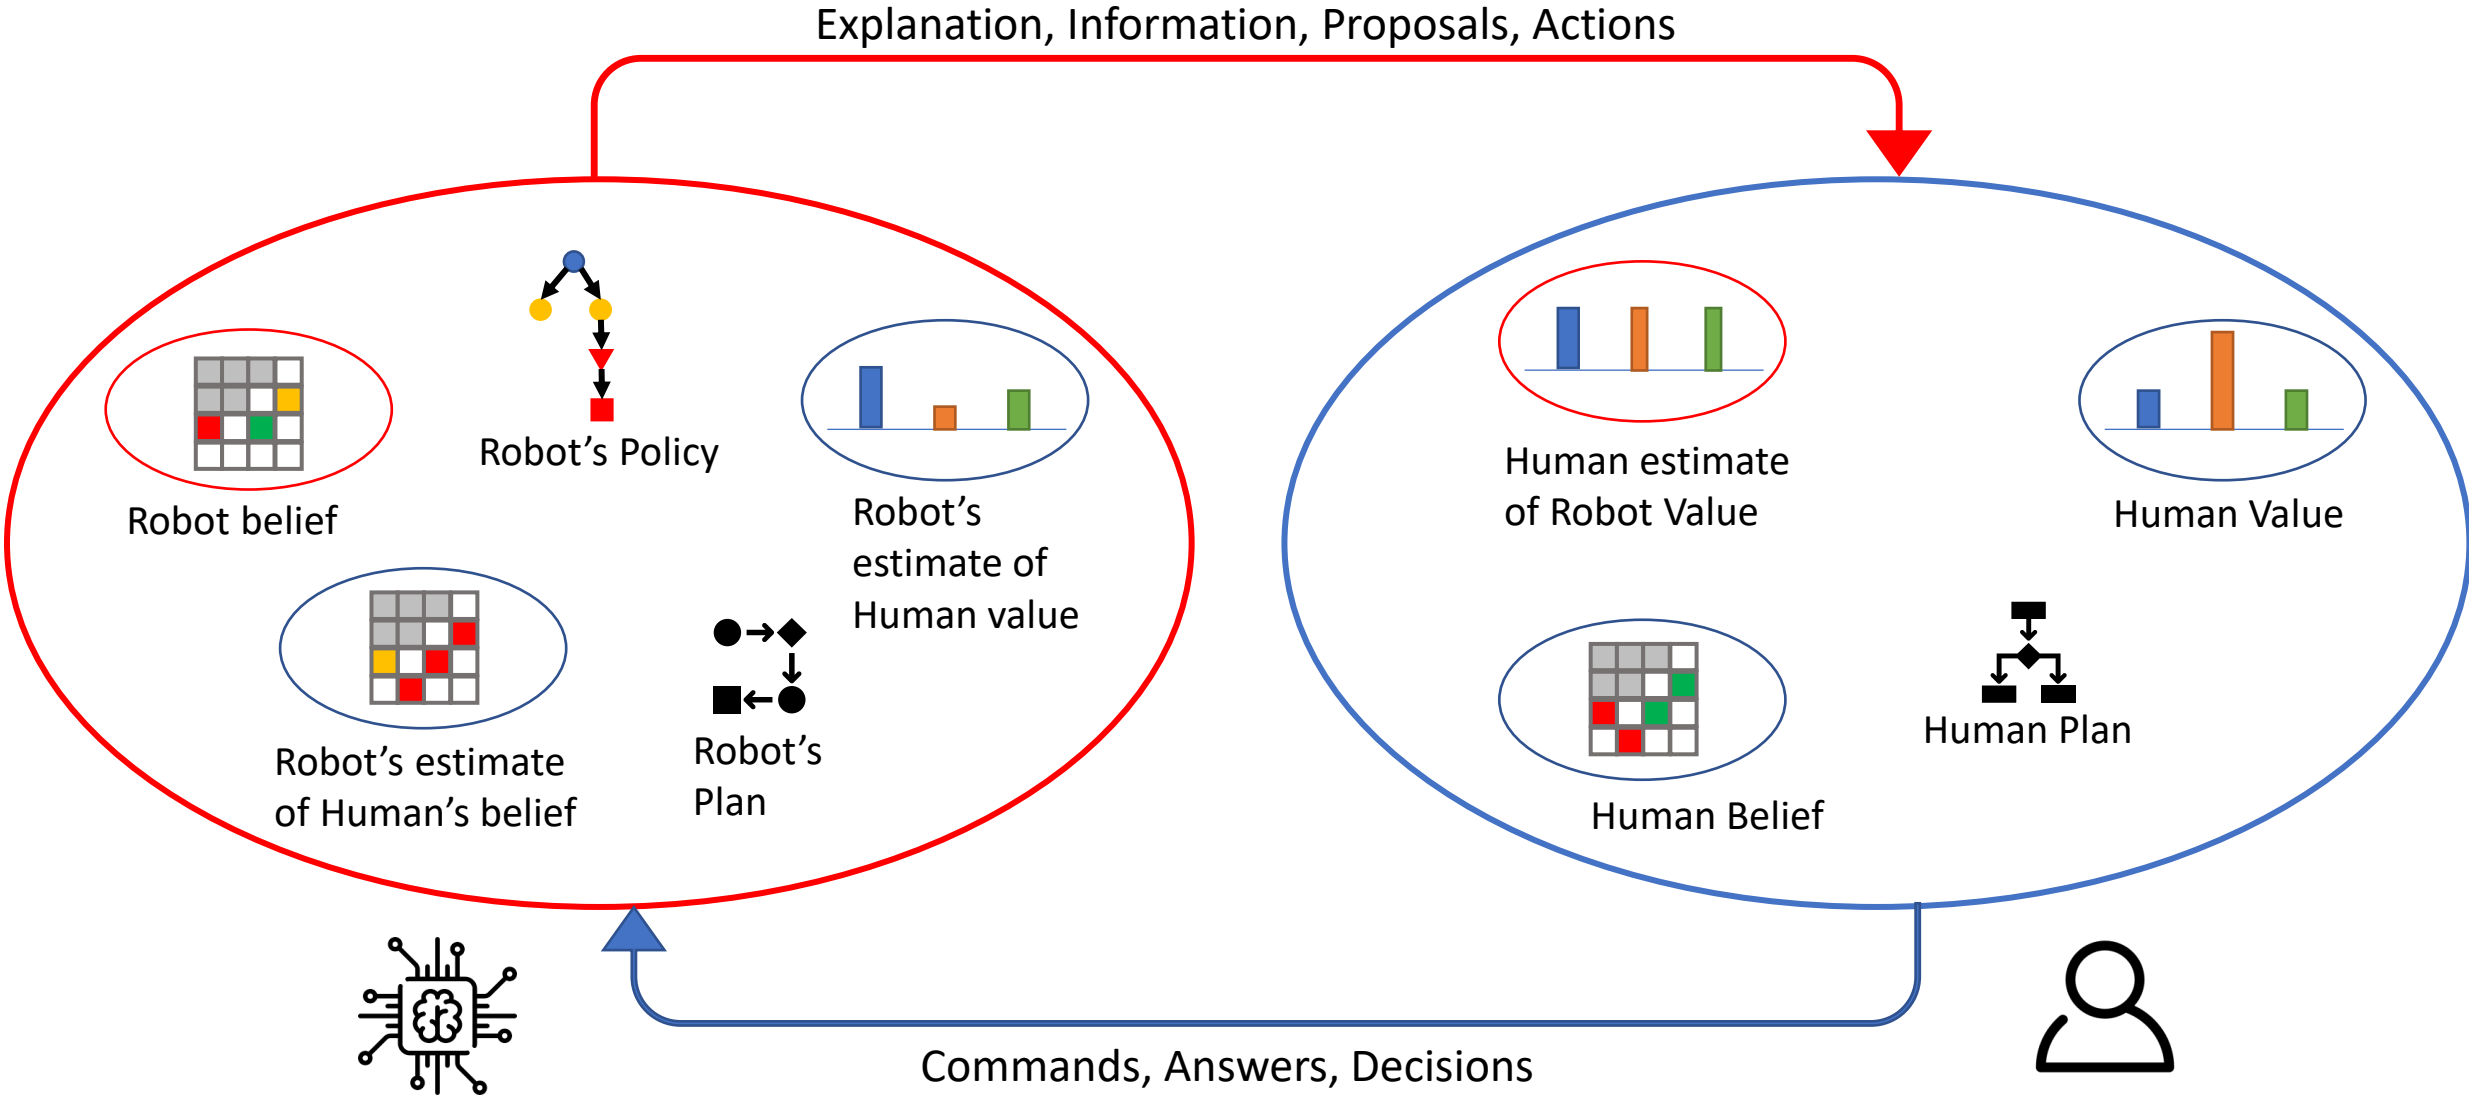 Explanation, Information, Proposals, Actions
Robot's Policy
Robot belief
Robot's
estimate of
Human value
Robot's estimate
of Human's belief
Robot's
Plan
Human estimate
of Robot Value
Human Value
Human Belief
Human Plan
Commands, Answers, Decisions